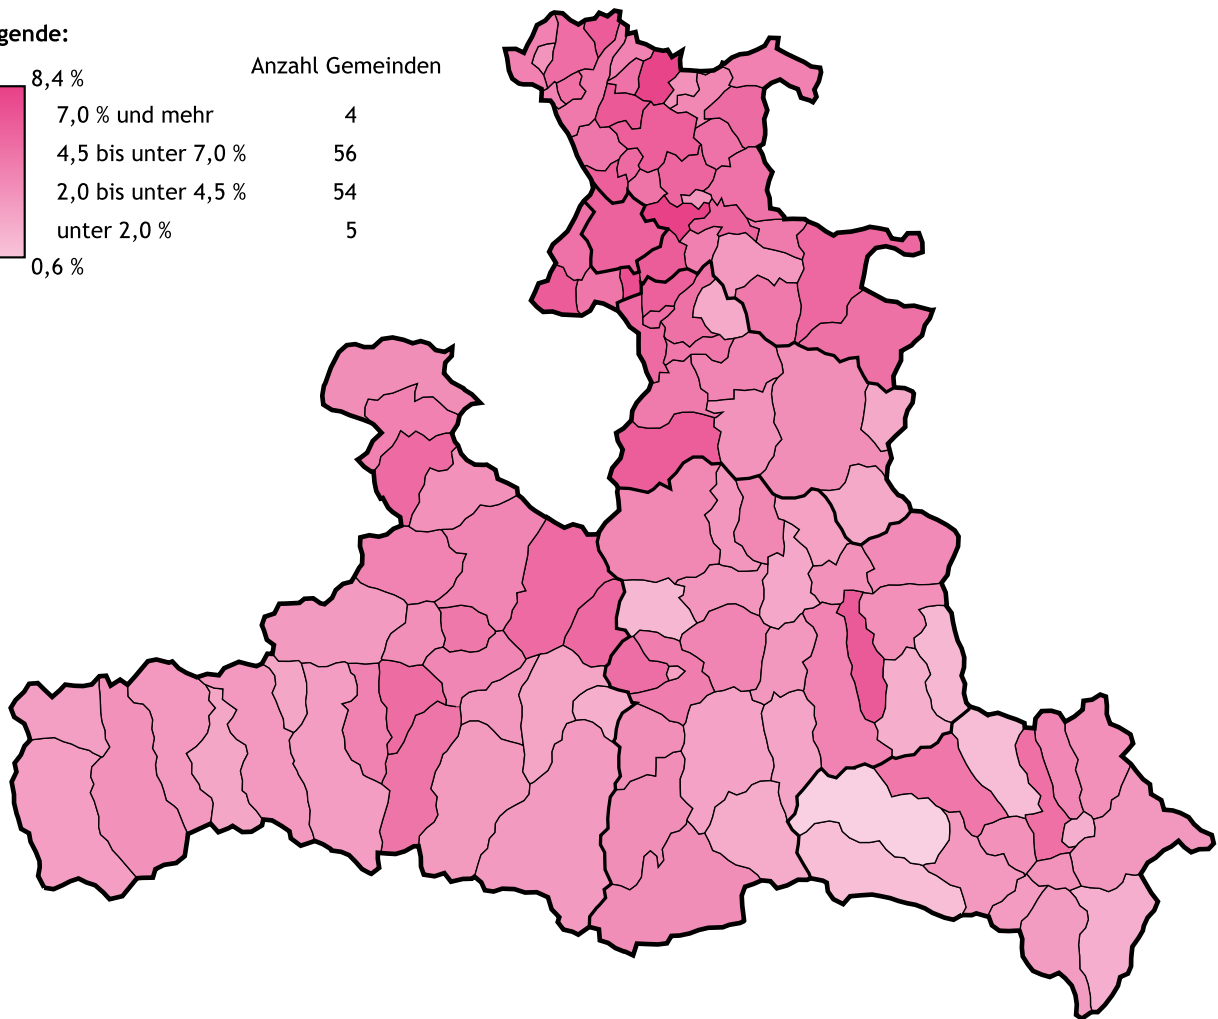 gende:
Anzahl Gemeinden
8,4 %
7,0 % und mehr 4
4,5 bis unter 7,0 % 56
2,0 bis unter 4,5 % 54
unter 2,0 % 5
0,6 %